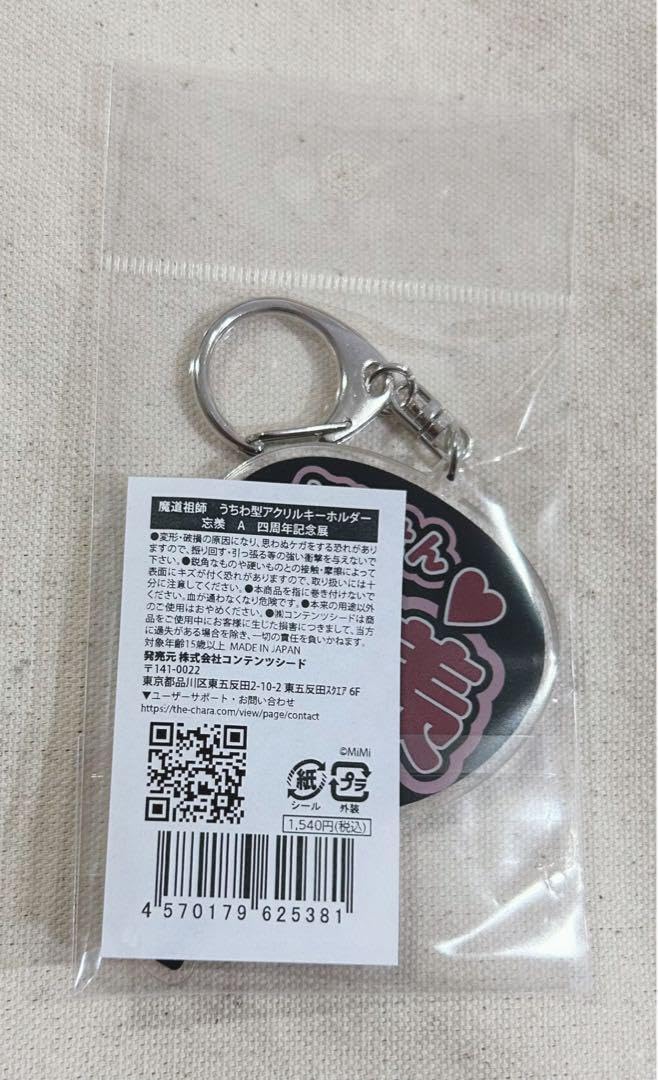 魔道祖師　うちわ型アクリルキーホルダー
忘羨　A　四周年記念展
●変形・破損の原因になり、思わぬケガをする恐れがあり
ますので、振り回す・引っ張る等の強い衝撃を与えないで
下さい。●鋭角なものや硬いものとの接触・摩擦によって
表面にキズが付く恐れがありますので、取り扱いには十
分に注意してください。●本商品を指に巻き付けないで
ください。血が通わなくなり危険です。●本来の用途以外
のご使用はおやめください。●㈱コンテンツシードは商
品をご使用中にお客様に生じた損害につきまして、当方
に過失がある場合を除き、一切の責任を負いかねます。
対象年齢15歳以上　MADE IN JAPAN
発売元 株式会社コンテンツシード
〒141-0022
東京都品川区東五反田2-10-2 東五反田ｽｸｴｱ 6F
▼ユーザーサポート・お問い合わせ
https://the-chara.com/view/page/contact
©MiMi
紙
シール
プラ
外装
1,540円(税込)
4 570179 625381
ん